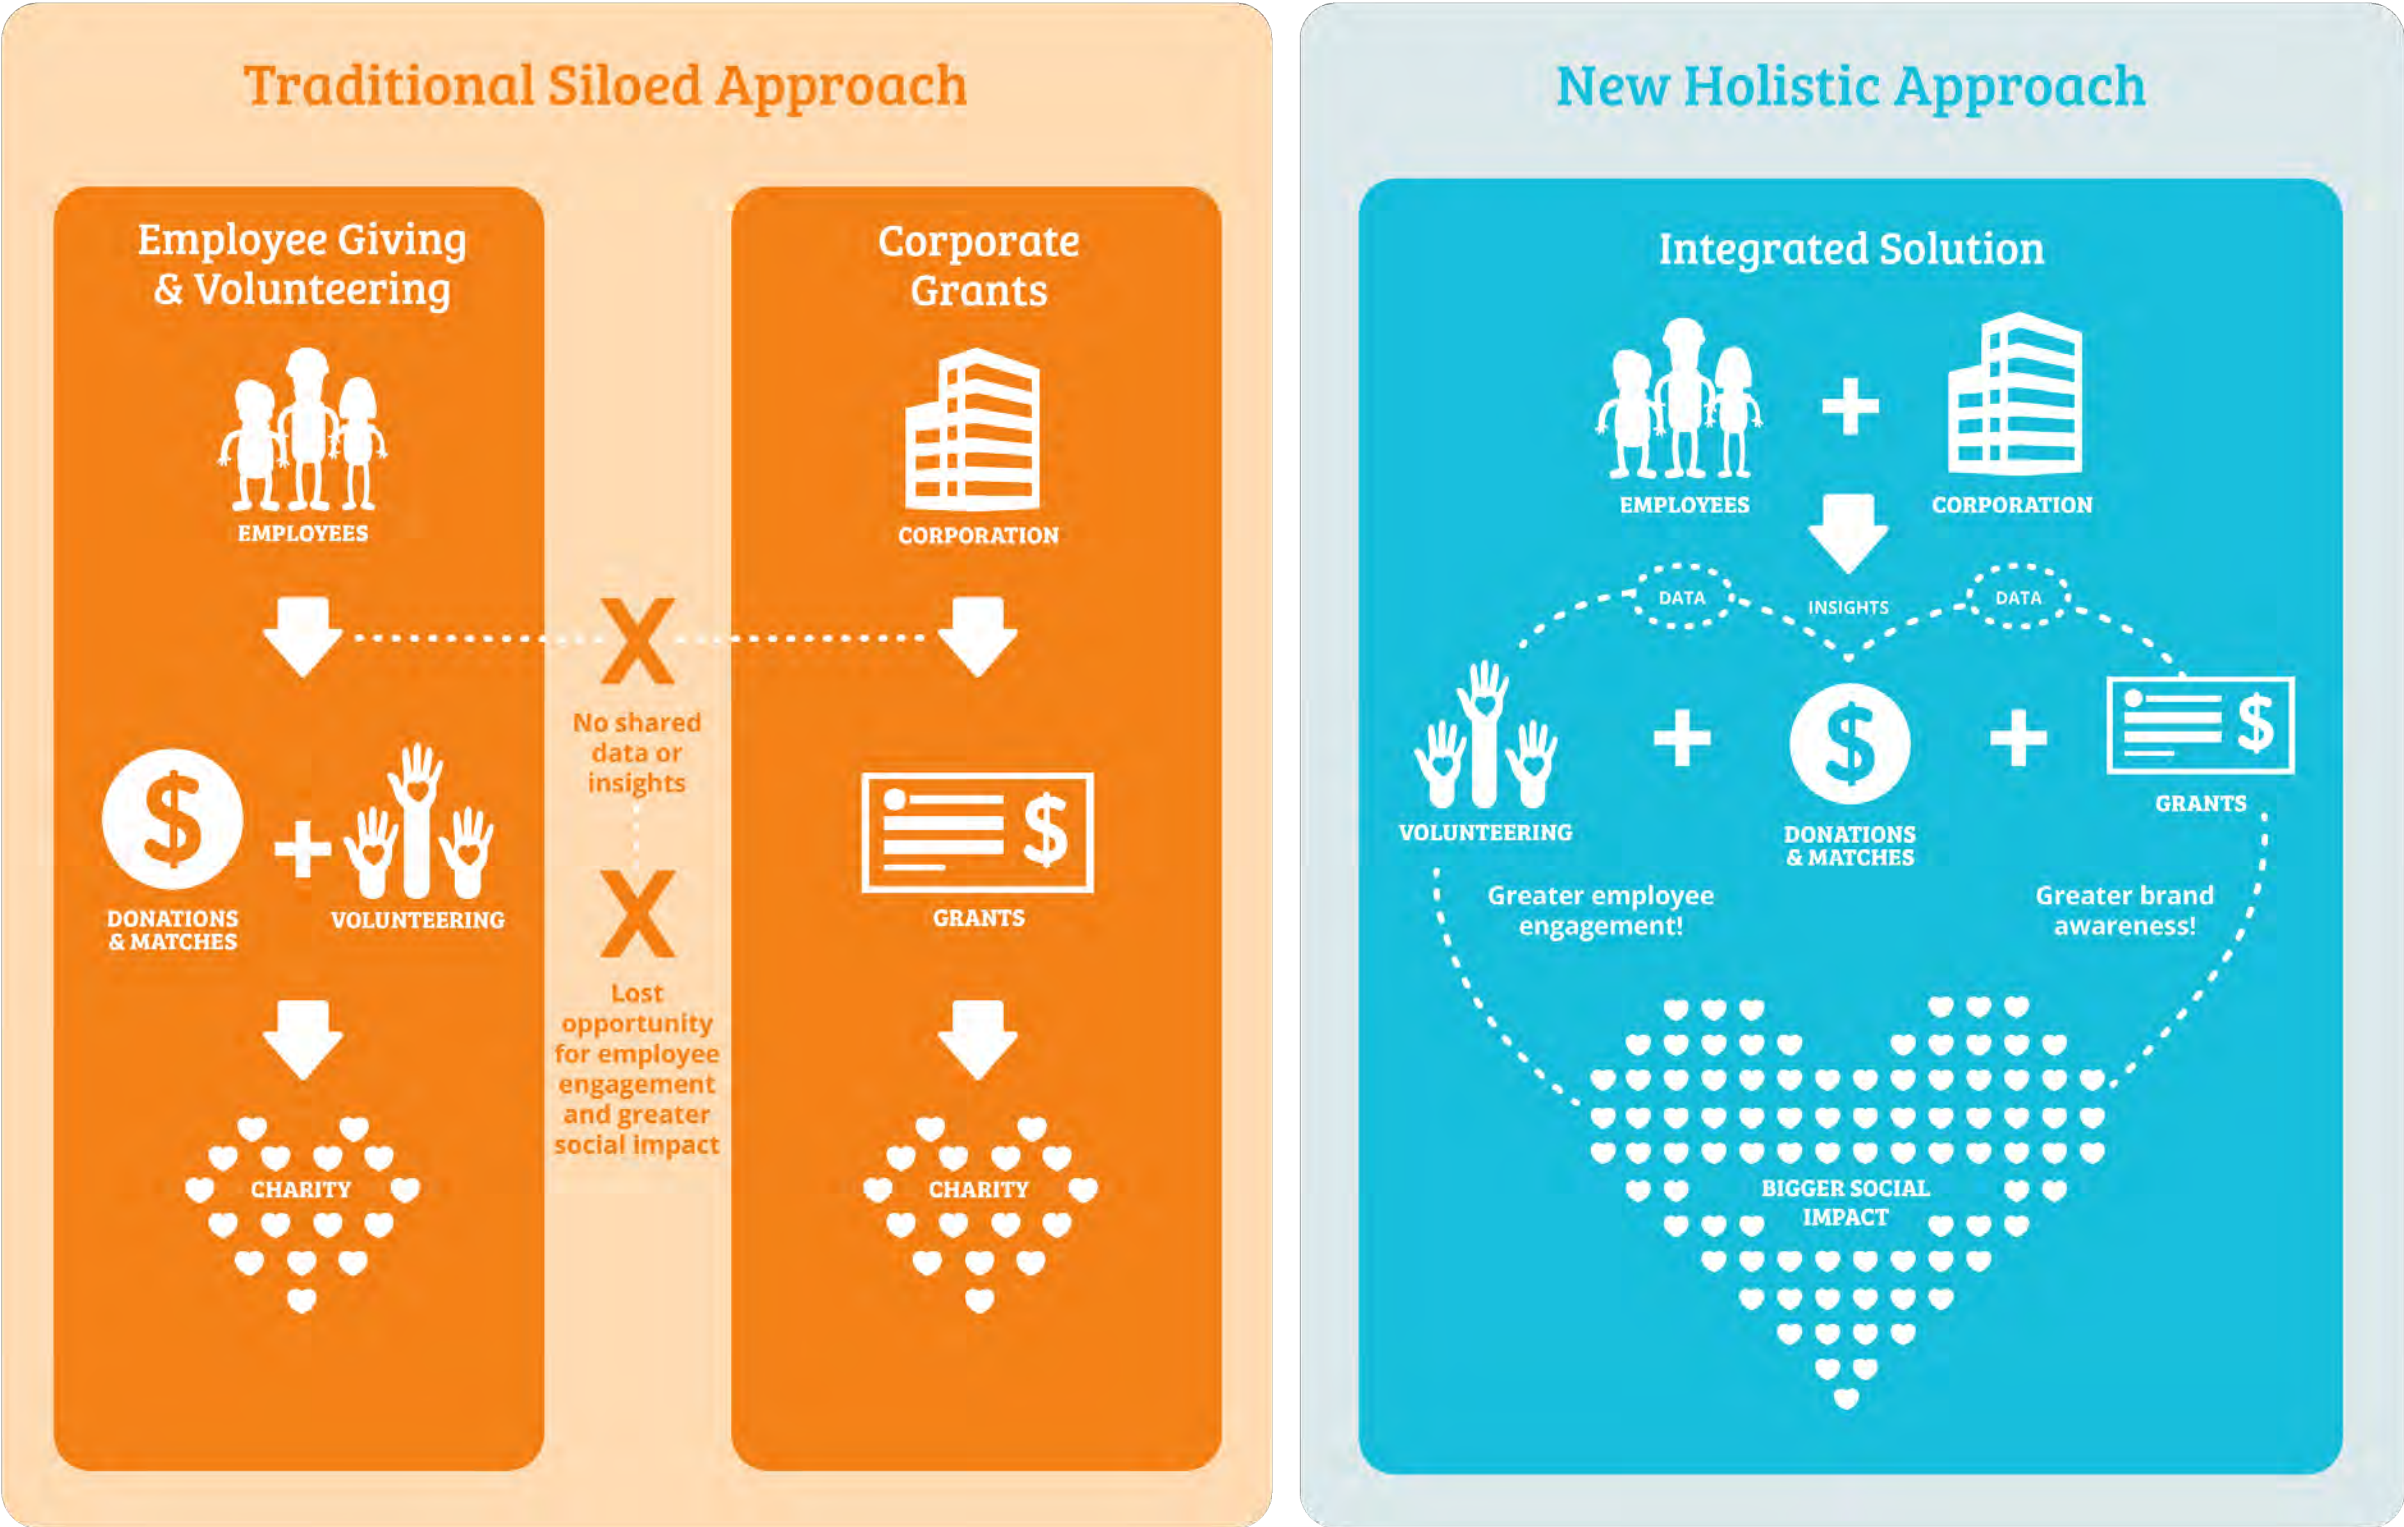 Traditional Siloed Approach
Employee Giving
& Volunteering
EMPLOYEES
$
DONATIONS
& MATCHES
VOLUNTEERING
CHARITY
X
No shared
data or
insights
X
Lost
opportunity
for employee
engagement
and greater
social impact
Corporate
Grants
CORPORATION
$
GRANTS
CHARITY
New Holistic Approach
Integrated Solution
EMPLOYEES
CORPORATION
DATA
INSIGHTS
DATA
VOLUNTEERING
$
DONATIONS
& MATCHES
$
GRANTS
Greater employee
engagement!
Greater brand
awareness!
BIGGER SOCIAL
IMPACT